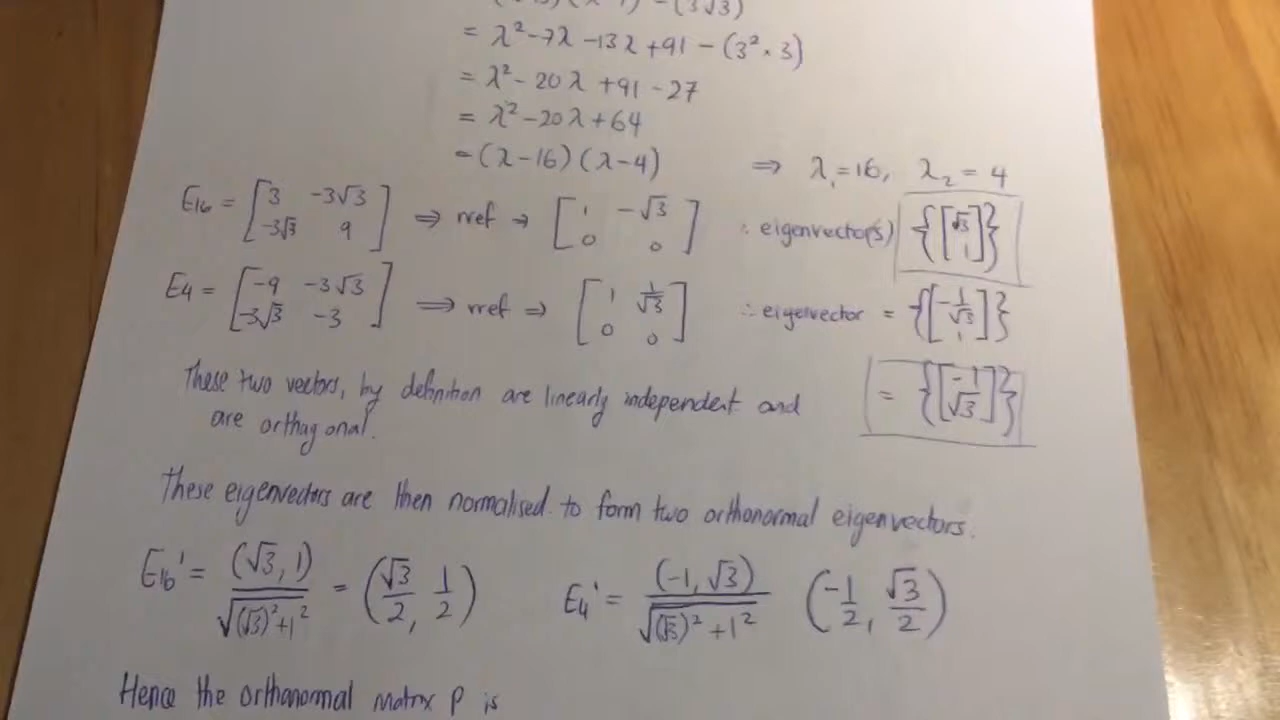 - (3√3)
= λ² - 7λ - 13λ + 91 - (3² × 3)
= λ² - 20λ + 91 - 27
= λ² - 20λ + 64
= (λ-16)(λ-4) ⇒ λ₁ = 16, λ₂ = 4
E16 = [3 -3√3; -3√3 9] ⇒ rref → [1 -√3; 0 0] ∴ eigenvector(s) {[√3; 1]}
E4 = [-9 -3√3; -3√3 -3] ⇒ rref ⇒ [1 1/√3; 0 0] ∴ eigenvector = {[-1/√3; 1]}
= {[-1; √3]}
These two vectors, by definition are linearly independent and
are orthagonal.
These eigenvectors are then normalised to form two orthonormal eigenvectors.
E16' = (√3, 1)/√((√3)² + 1²) = (√3/2, 1/2) E4' = (-1, √3)/√((√3)² + 1²) (-1/2, √3/2)
Hence the orthanormal matrix P is